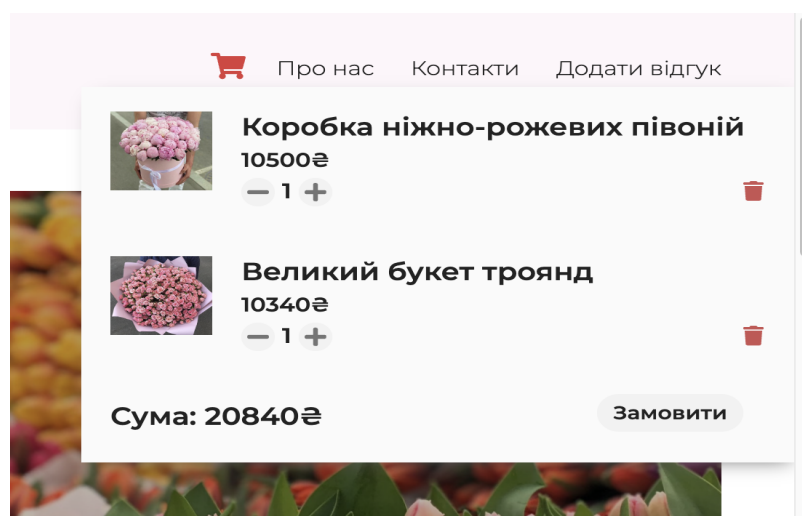 Про нас Контакти Додати відгук
Коробка ніжно-рожевих півоній
10500₴
1
Великий букет троянд
10340₴
1
Сума: 20840₴ Замовити